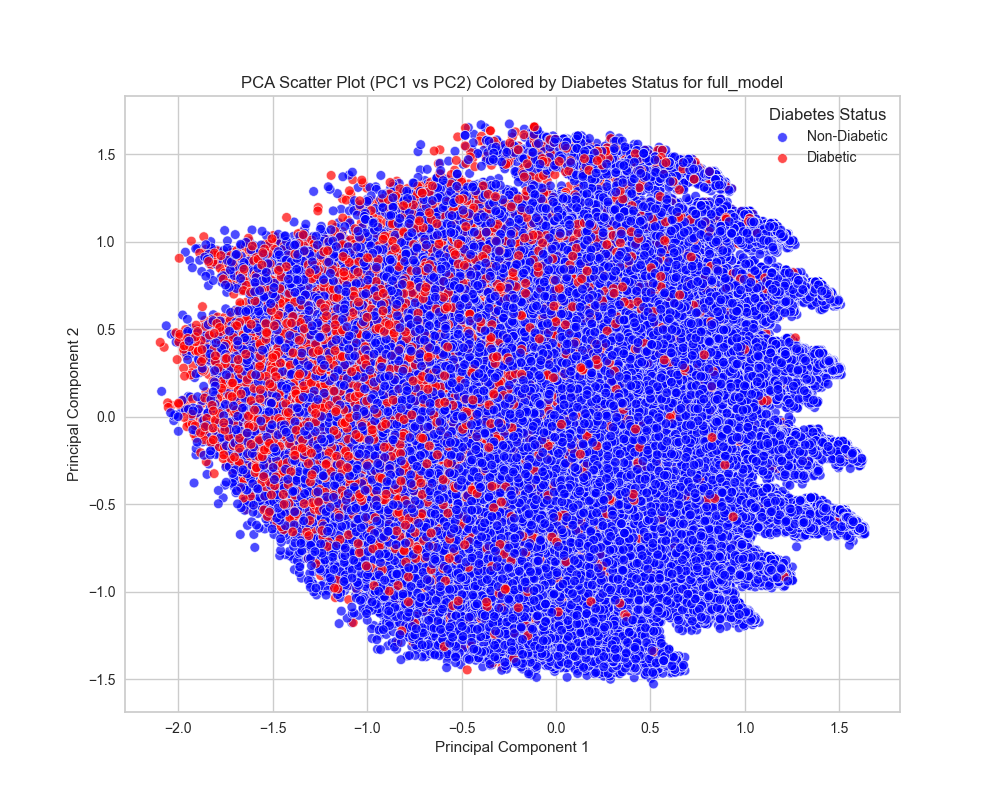 PCA Scatter Plot (PC1 vs PC2) Colored by Diabetes Status for full_model
Diabetes Status
Non-Diabetic
Diabetic
1.5
1.0
0.5
0.0
−0.5
−1.0
−1.5
Principal Component 2
−2.0 −1.5 −1.0 −0.5 0.0 0.5 1.0 1.5
Principal Component 1